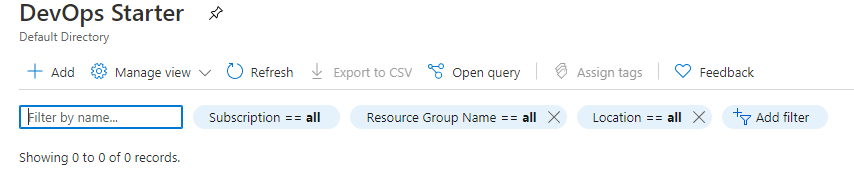 DevOps Starter
Default Directory
Add Manage view Refresh Export to CSV Open query Assign tags Feedback
Filter by name... Subscription == all Resource Group Name == all Location == all Add filter
Showing 0 to 0 of 0 records.